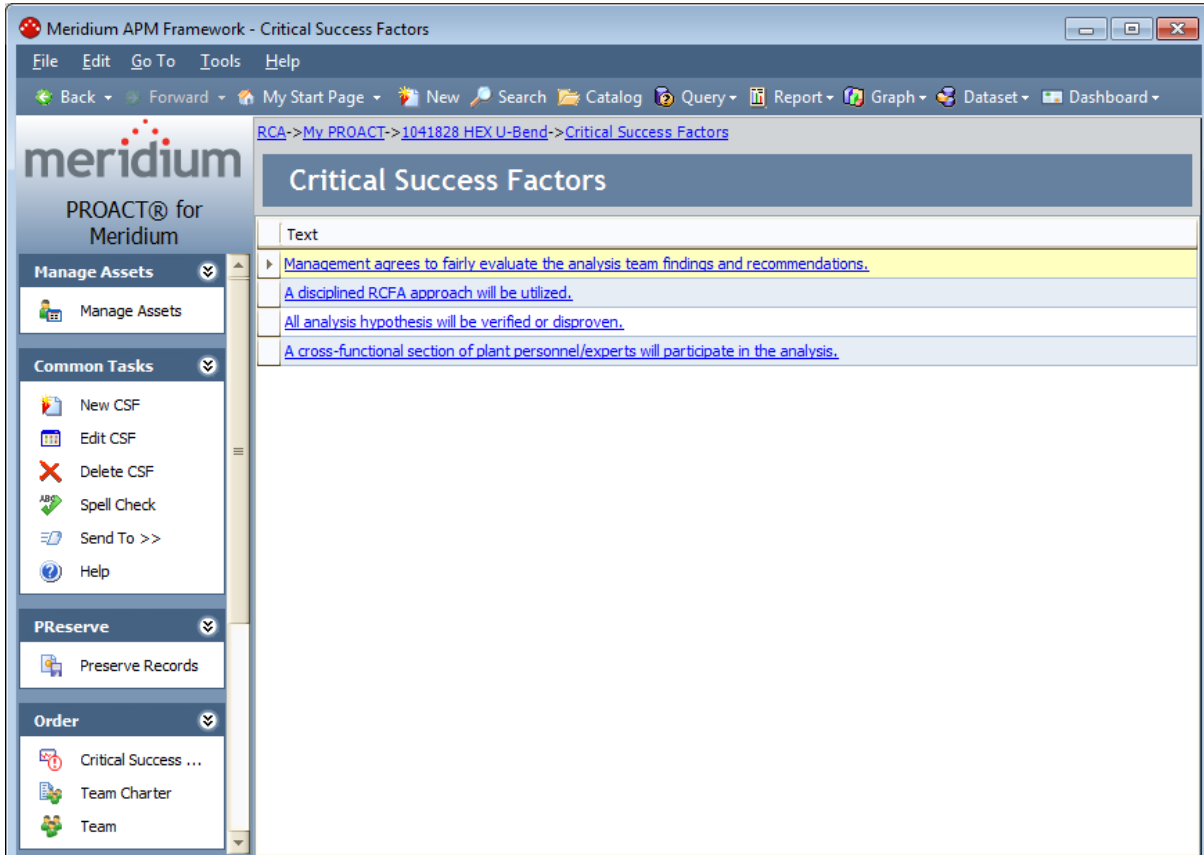 Meridium APM Framework - Critical Success Factors
File Edit Go To Tools Help
Back Forward My Start Page New Search Catalog Query Report Graph Dataset Dashboard
meridium
PROACT® for
Meridium
RCA->My PROACT->1041828 HEX U-Bend->Critical Success Factors
Critical Success Factors
Text
Management agrees to fairly evaluate the analysis team findings and recommendations.
A disciplined RCFA approach will be utilized.
All analysis hypothesis will be verified or disproven.
A cross-functional section of plant personnel/experts will participate in the analysis.
Manage Assets
Manage Assets
Common Tasks
New CSF
Edit CSF
Delete CSF
ABC
Spell Check
Send To >>
Help
PReserve
Preserve Records
Order
Critical Success ...
Team Charter
Team